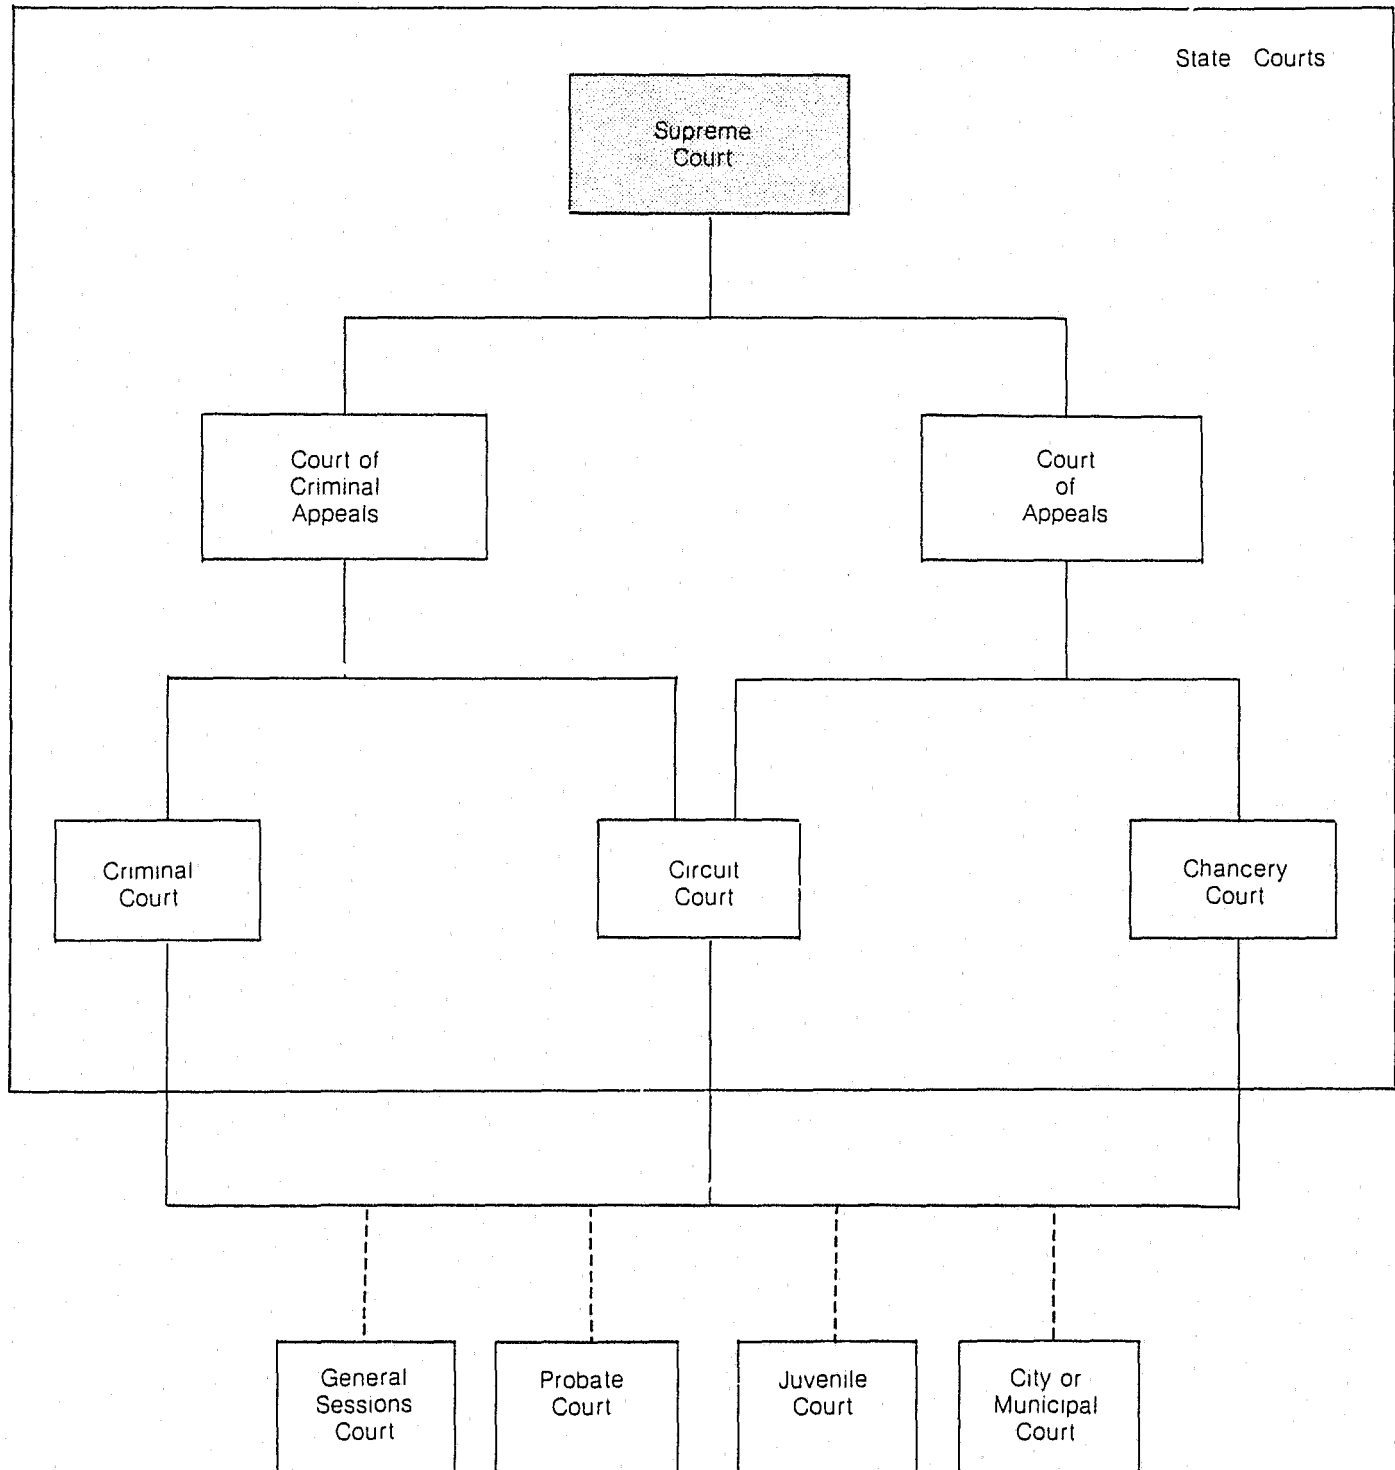 State Courts
Supreme
Court
Court of
Criminal
Appeals
Court
of
Appeals
Criminal
Court
Circuit
Court
Chancery
Court
General
Sessions
Court
Probate
Court
Juvenile
Court
City or
Municipal
Court